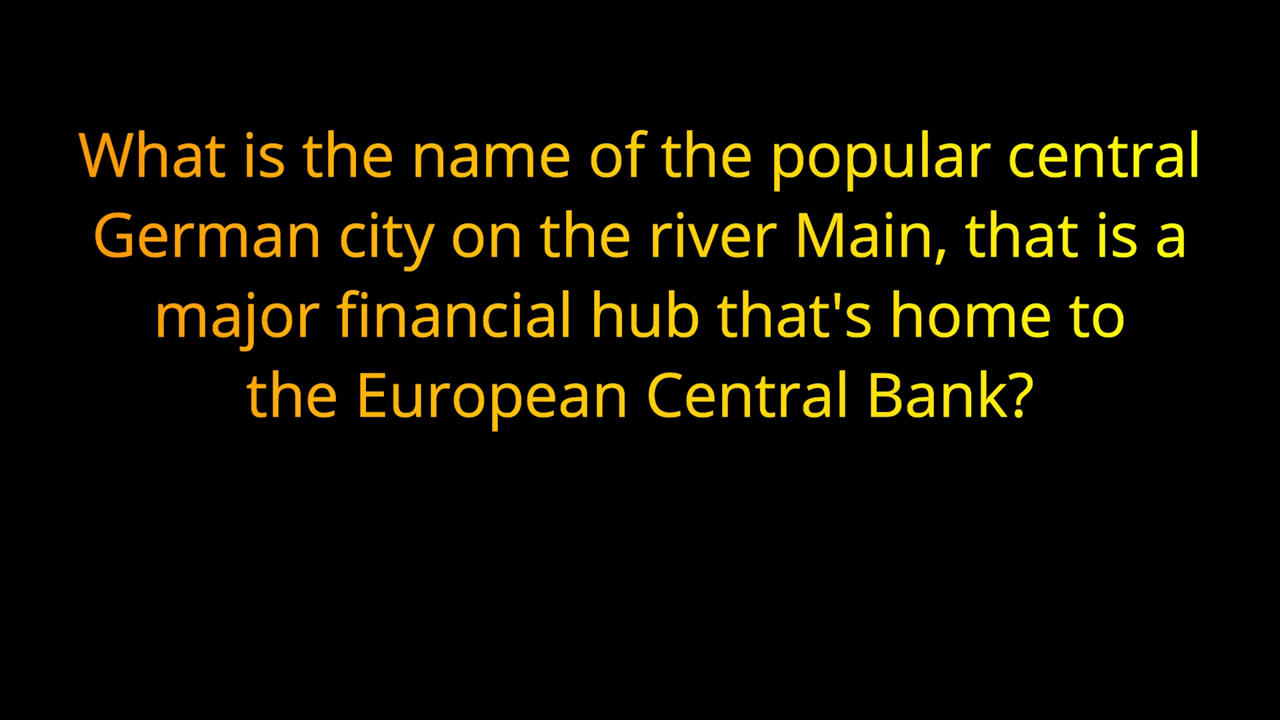 What is the name of the popular central
German city on the river Main, that is a
major financial hub that's home to
the European Central Bank?